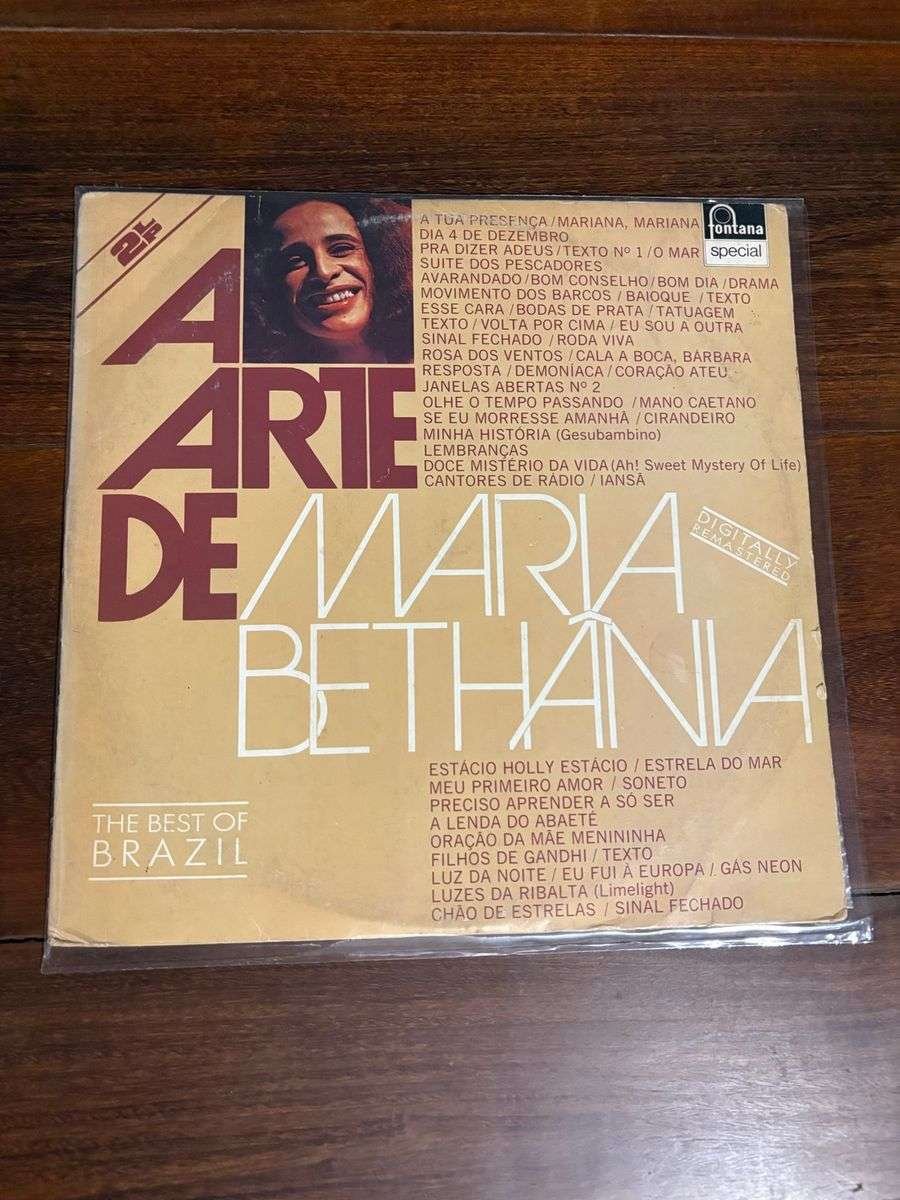 2 LP
A
ARTE
DE
MARIA
BETHÂNIA
A TUA PRESENÇA / MARIANA, MARIANA
DIA 4 DE DEZEMBRO
PRA DIZER ADEUS / TEXTO Nº 1 / O MAR
SUITE DOS PESCADORES
AVARANDADO / BOM CONSELHO / BOM DIA / DRAMA
MOVIMENTO DOS BARCOS / BAIOQUE / TEXTO
ESSE CARA / BODAS DE PRATA / TATUAGEM
TEXTO / VOLTA POR CIMA / EU SOU A OUTRA
SINAL FECHADO / RODA VIVA
ROSA DOS VENTOS / CALA A BOCA, BÁRBARA
RESPOSTA / DEMONÍACA / CORAÇÃO ATEU
JANELAS ABERTAS Nº 2
OLHE O TEMPO PASSANDO / MANO CAETANO
SE EU MORRESSE AMANHÃ / CIRANDEIRO
MINHA HISTÓRIA (Gesubambino)
LEMBRANÇAS
DOCE MISTÉRIO DA VIDA (Ah! Sweet Mystery Of Life)
CANTORES DE RÁDIO / IANSÃ
fontana
special
DIGITALLY
REMASTERED
ESTÁCIO HOLLY ESTÁCIO / ESTRELA DO MAR
MEU PRIMEIRO AMOR / SONETO
PRECISO APRENDER A SÓ SER
A LENDA DO ABAETÉ
ORAÇÃO DA MÃE MENININHA
FILHOS DE GANDHI / TEXTO
LUZ DA NOITE / EU FUI À EUROPA / GÁS NEON
LUZES DA RIBALTA (Limelight)
CHÃO DE ESTRELAS / SINAL FECHADO
THE BEST OF
BRAZIL